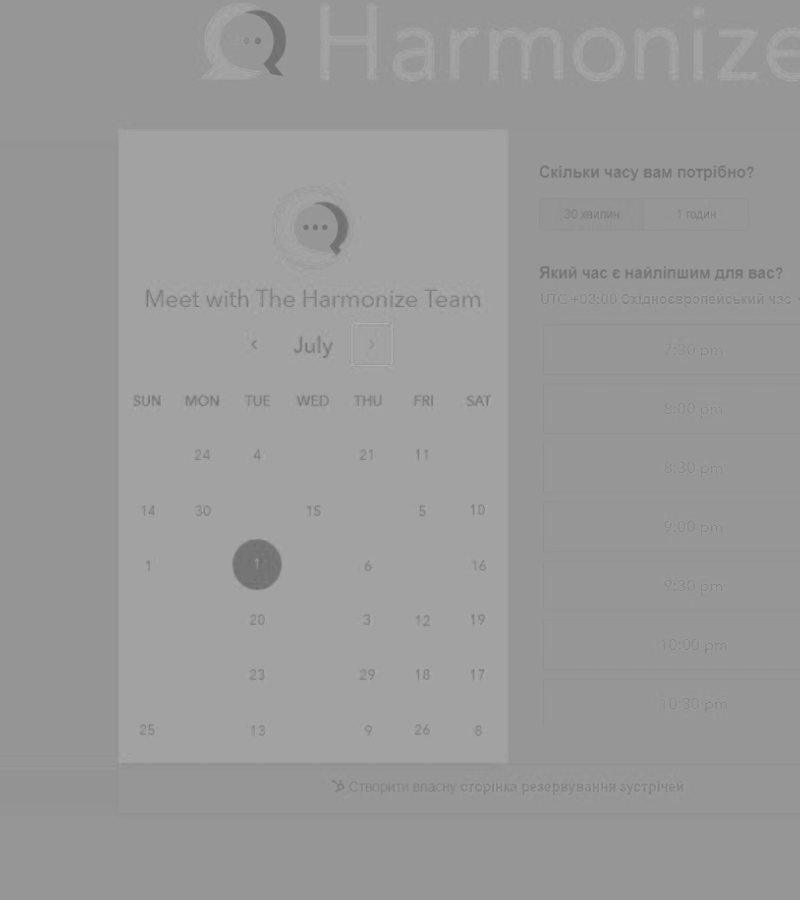 Harmonize
Скільки часу вам потрібно?
30 хвилин 1 годин
Meet with The Harmonize Team
Який час є найліпшим для вас?
UTC +03:00 Східноєвропейський час
July
7:30 pm
SUN MON TUE WED THU FRI SAT
8:00 pm
24 4 21 11
8:30 pm
14 30 15 5 10
9:00 pm
1 1 6 16
9:30 pm
20 3 12 19
10:00 pm
23 29 18 17
10:30 pm
25 13 9 26 8
Створити власну сторінка резервування зустрічей